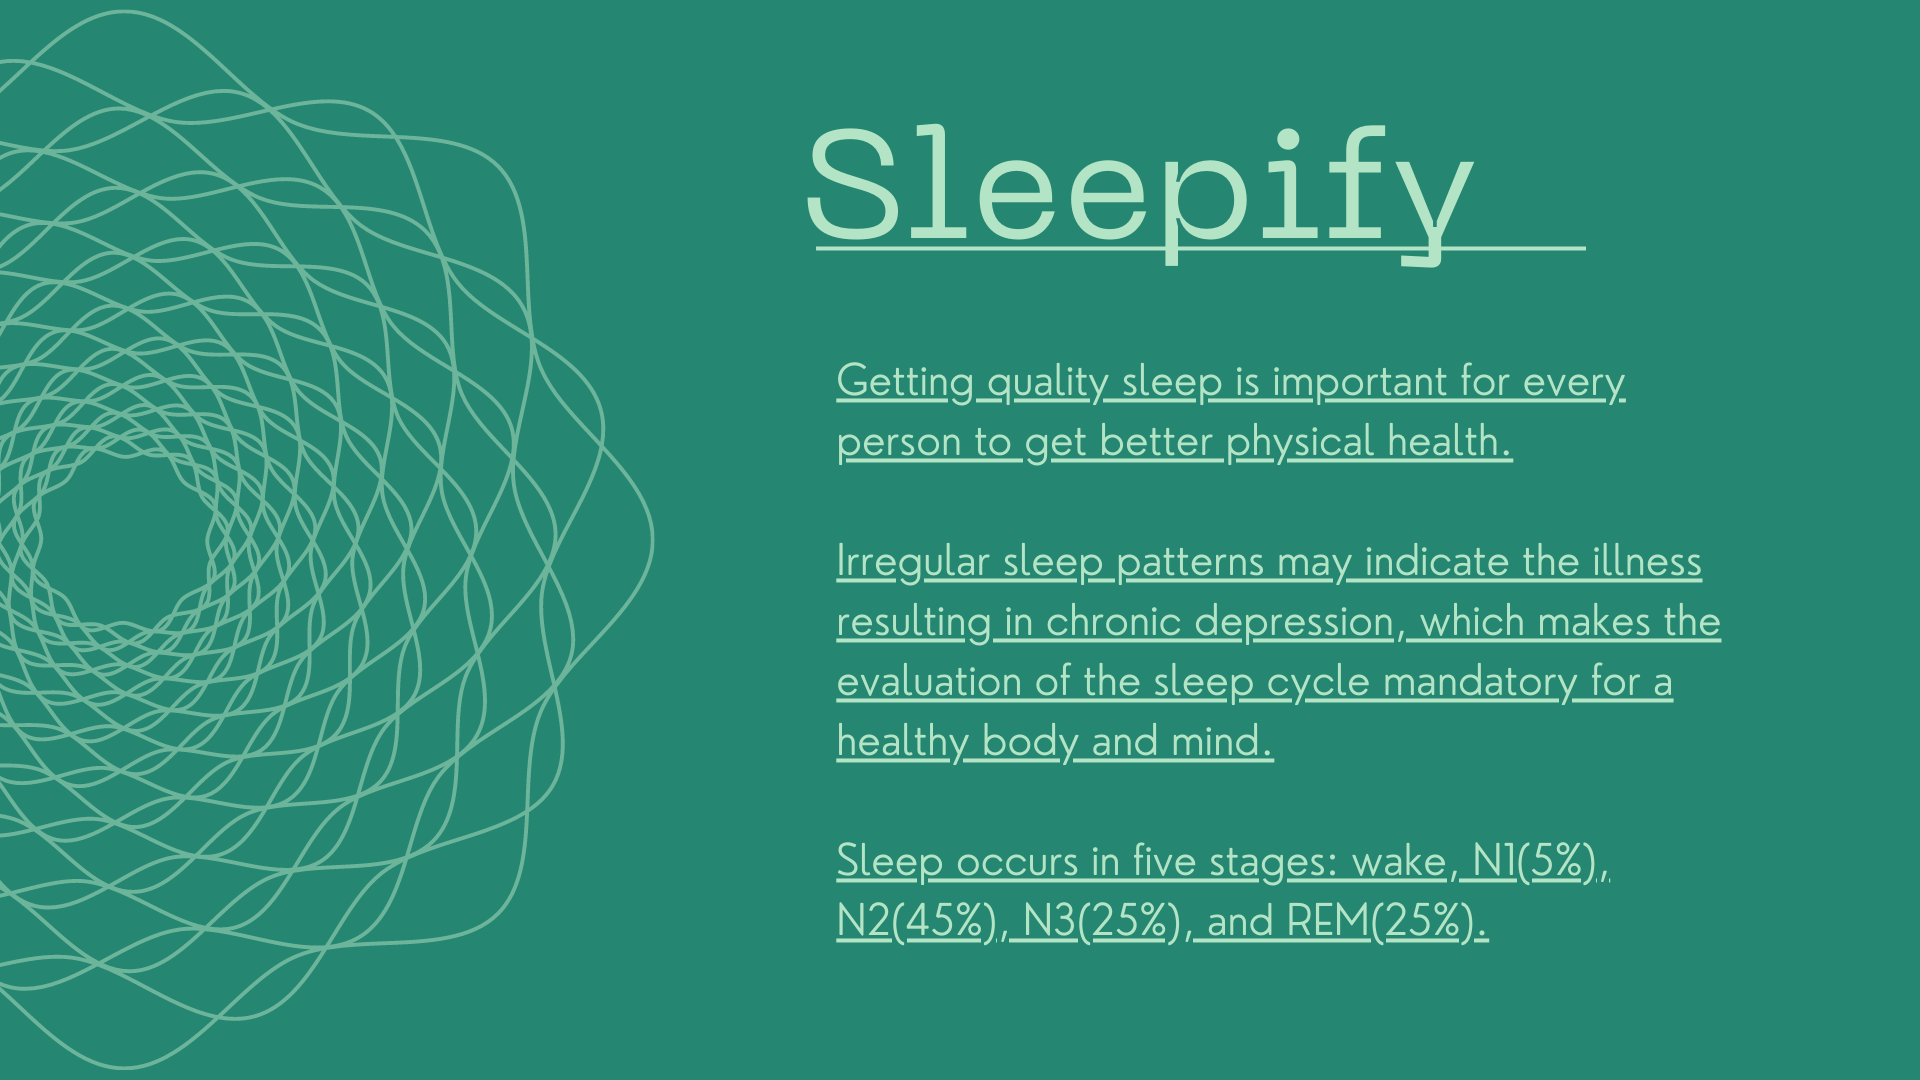 Sleepify
Getting quality sleep is important for every
person to get better physical health.
Irregular sleep patterns may indicate the illness
resulting in chronic depression, which makes the
evaluation of the sleep cycle mandatory for a
healthy body and mind.
Sleep occurs in five stages: wake, N1(5%),
N2(45%), N3(25%), and REM(25%).